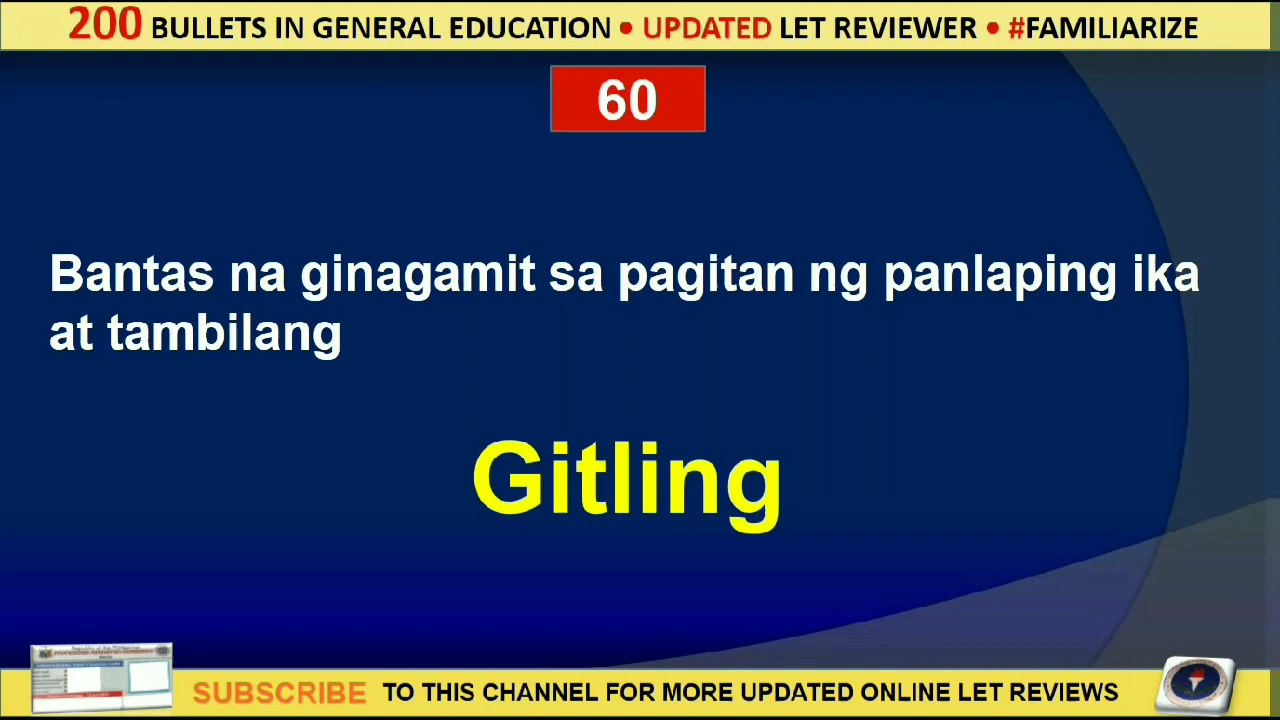 200 BULLETS IN GENERAL EDUCATION • UPDATED LET REVIEWER • #FAMILIARIZE
60
Bantas na ginagamit sa pagitan ng panlaping ika
at tambilang
Gitling
SUBSCRIBE TO THIS CHANNEL FOR MORE UPDATED ONLINE LET REVIEWS